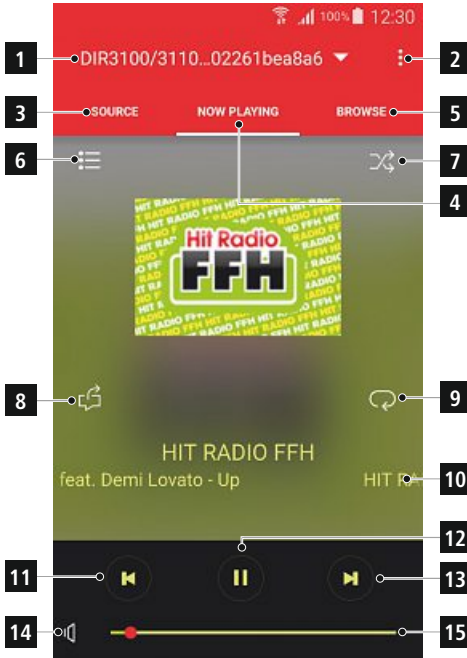 100% 12:30
1 DIR3100/3110...02261bea8a6 2
3 SOURCE NOW PLAYING BROWSE 5
6 7
4
Hit Radio
FFH
8 9
HIT RADIO FFH
feat. Demi Lovato - Up HIT RA 10
12
11 13
14 15